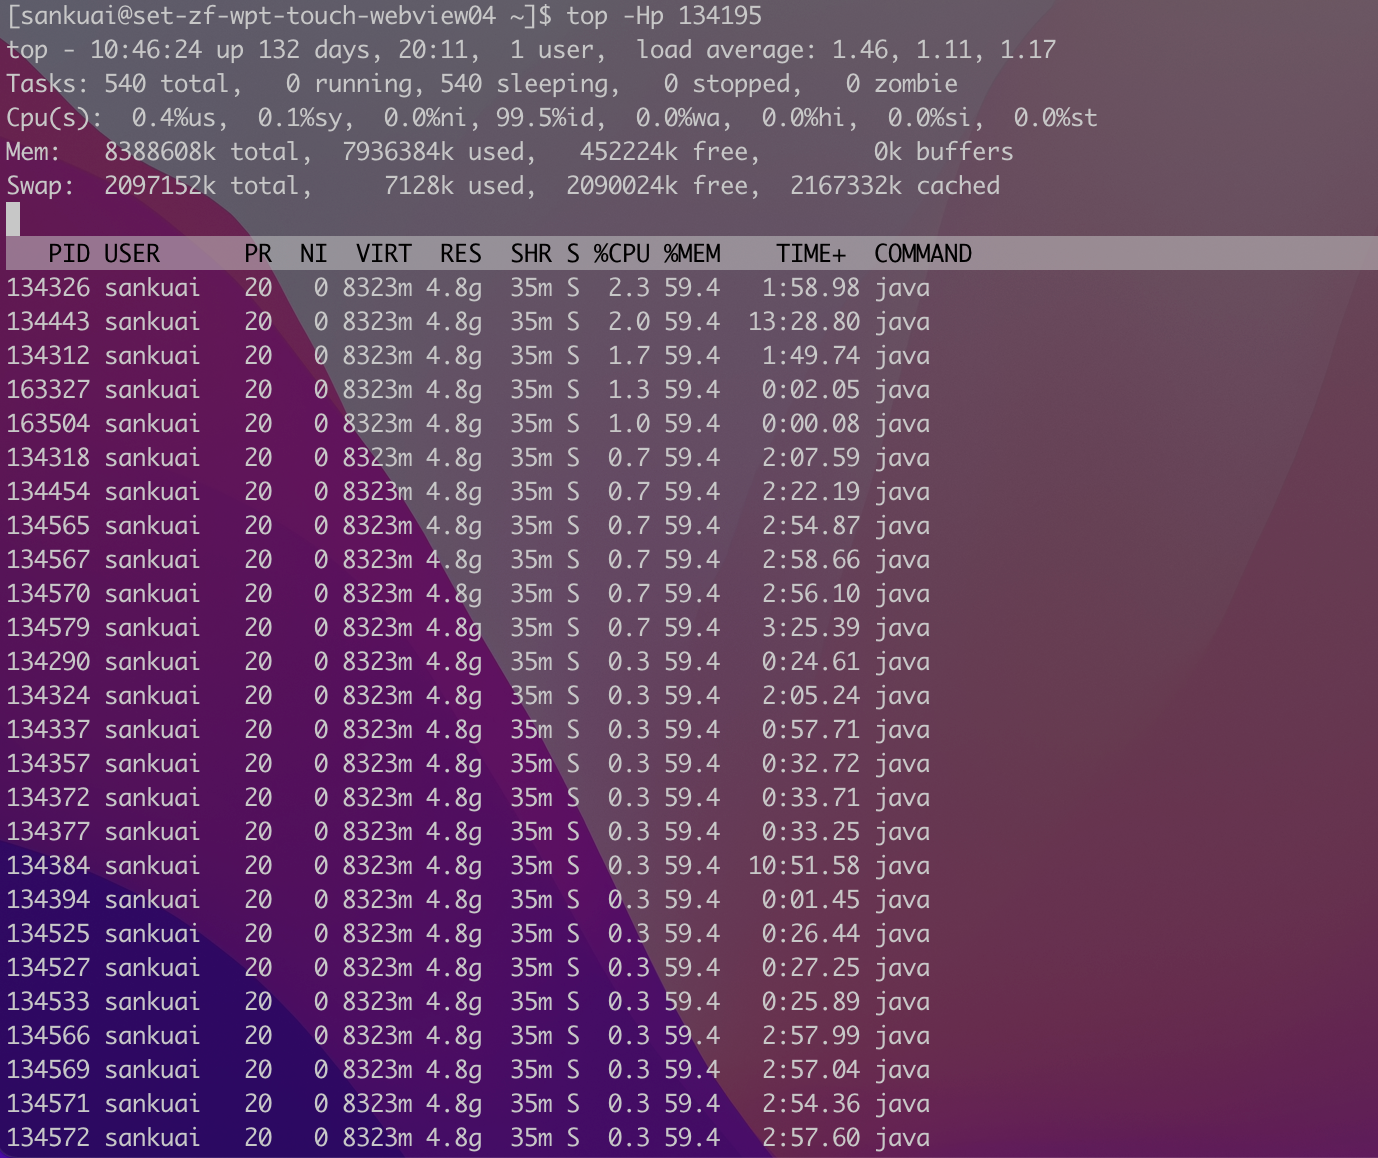 [sankuai@set-zf-wpt-touch-webview04 ~]$ top -Hp 134195
top - 10:46:24 up 132 days, 20:11,  1 user,  load average: 1.46, 1.11, 1.17
Tasks: 540 total,   0 running, 540 sleeping,   0 stopped,   0 zombie
Cpu(s):  0.4%us,  0.1%sy,  0.0%ni, 99.5%id,  0.0%wa,  0.0%hi,  0.0%si,  0.0%st
Mem:   8388608k total,  7936384k used,   452224k free,        0k buffers
Swap:  2097152k total,     7128k used,  2090024k free,  2167332k cached
   PID USER      PR  NI  VIRT  RES  SHR S %CPU %MEM    TIME+  COMMAND
134326 sankuai   20   0 8323m 4.8g  35m S  2.3 59.4   1:58.98 java
134443 sankuai   20   0 8323m 4.8g  35m S  2.0 59.4  13:28.80 java
134312 sankuai   20   0 8323m 4.8g  35m S  1.7 59.4   1:49.74 java
163327 sankuai   20   0 8323m 4.8g  35m S  1.3 59.4   0:02.05 java
163504 sankuai   20   0 8323m 4.8g  35m S  1.0 59.4   0:00.08 java
134318 sankuai   20   0 8323m 4.8g  35m S  0.7 59.4   2:07.59 java
134454 sankuai   20   0 8323m 4.8g  35m S  0.7 59.4   2:22.19 java
134565 sankuai   20   0 8323m 4.8g  35m S  0.7 59.4   2:54.87 java
134567 sankuai   20   0 8323m 4.8g  35m S  0.7 59.4   2:58.66 java
134570 sankuai   20   0 8323m 4.8g  35m S  0.7 59.4   2:56.10 java
134579 sankuai   20   0 8323m 4.8g  35m S  0.7 59.4   3:25.39 java
134290 sankuai   20   0 8323m 4.8g  35m S  0.3 59.4   0:24.61 java
134324 sankuai   20   0 8323m 4.8g  35m S  0.3 59.4   2:05.24 java
134337 sankuai   20   0 8323m 4.8g  35m S  0.3 59.4   0:57.71 java
134357 sankuai   20   0 8323m 4.8g  35m S  0.3 59.4   0:32.72 java
134372 sankuai   20   0 8323m 4.8g  35m S  0.3 59.4   0:33.71 java
134377 sankuai   20   0 8323m 4.8g  35m S  0.3 59.4   0:33.25 java
134384 sankuai   20   0 8323m 4.8g  35m S  0.3 59.4  10:51.58 java
134394 sankuai   20   0 8323m 4.8g  35m S  0.3 59.4   0:01.45 java
134525 sankuai   20   0 8323m 4.8g  35m S  0.3 59.4   0:26.44 java
134527 sankuai   20   0 8323m 4.8g  35m S  0.3 59.4   0:27.25 java
134533 sankuai   20   0 8323m 4.8g  35m S  0.3 59.4   0:25.89 java
134566 sankuai   20   0 8323m 4.8g  35m S  0.3 59.4   2:57.99 java
134569 sankuai   20   0 8323m 4.8g  35m S  0.3 59.4   2:57.04 java
134571 sankuai   20   0 8323m 4.8g  35m S  0.3 59.4   2:54.36 java
134572 sankuai   20   0 8323m 4.8g  35m S  0.3 59.4   2:57.60 java